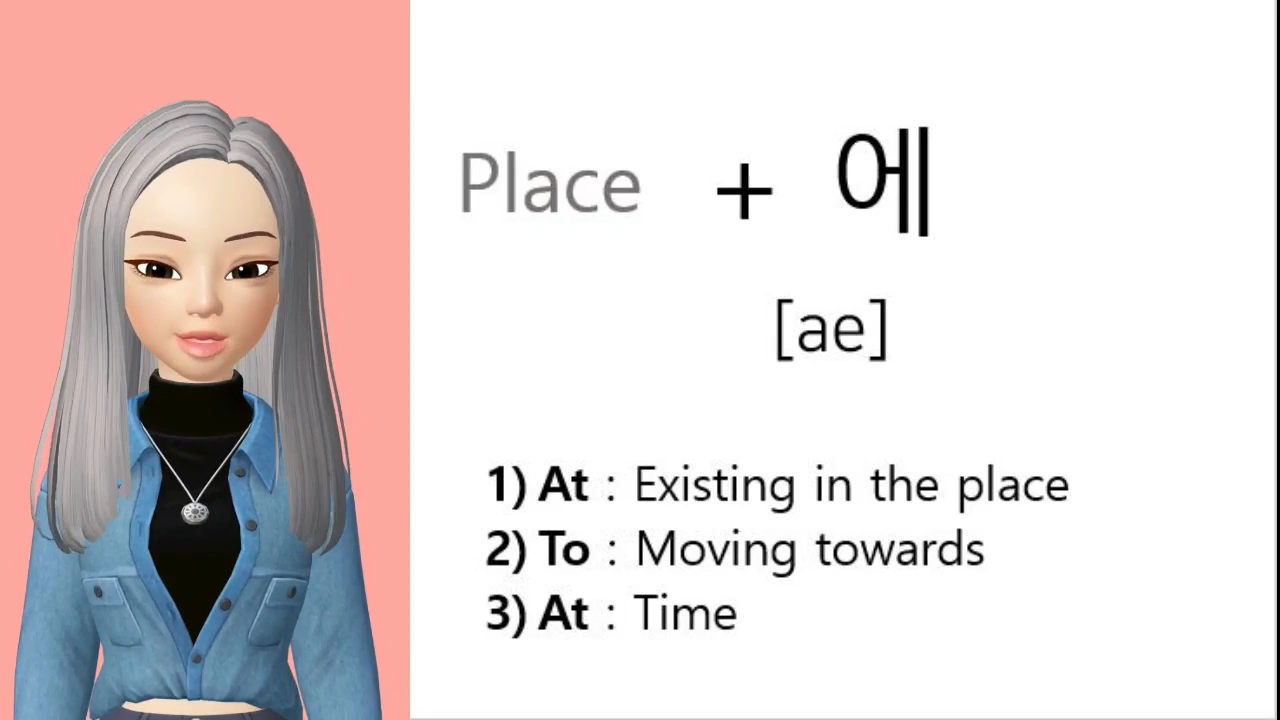 Place + 에
[ae]
1) At : Existing in the place
2) To : Moving towards
3) At : Time